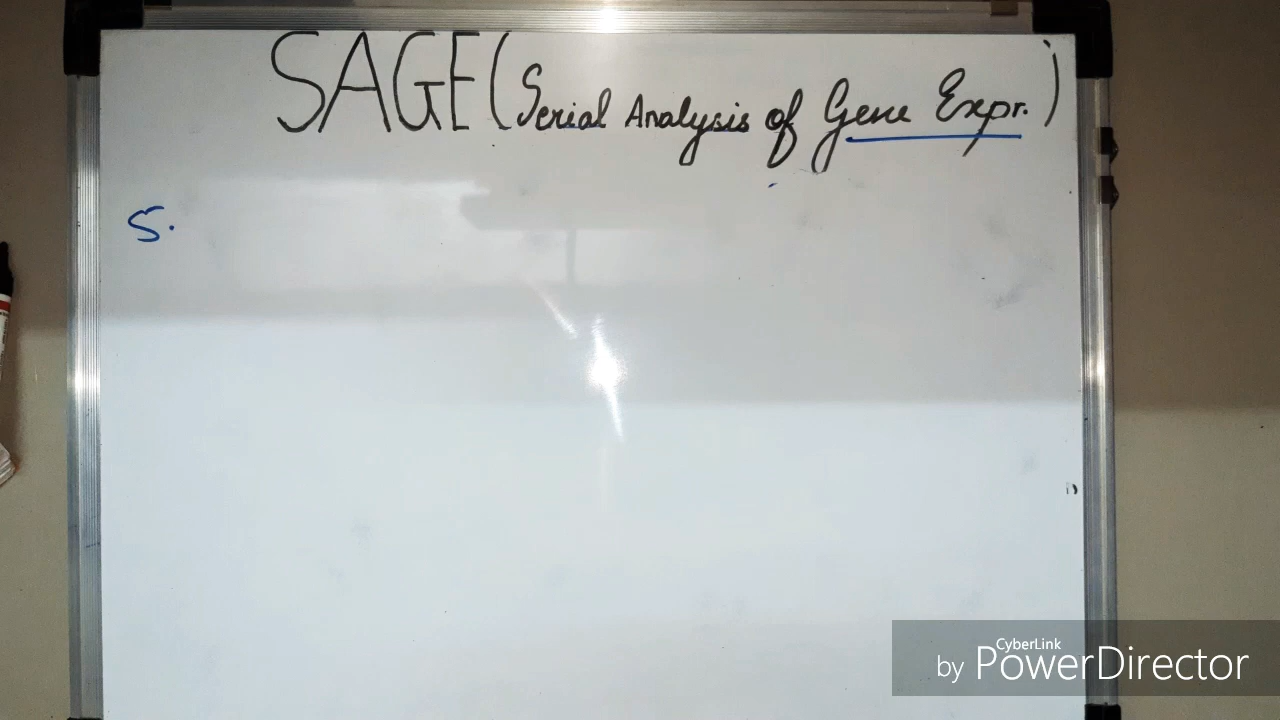 SAGE (Serial Analysis of Gene Expr.)
S.
CyberLink
by PowerDirector